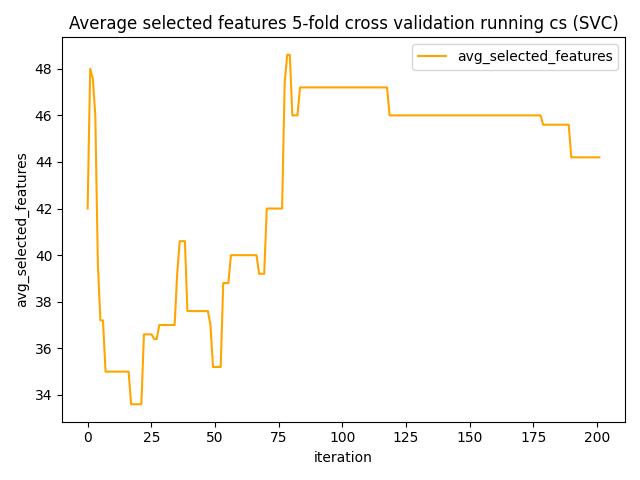 Average selected features 5-fold cross validation running cs (SVC)
avg_selected_features
avg_selected_features
48
46
44
42
40
38
36
34
0 25 50 75 100 125 150 175 200
iteration